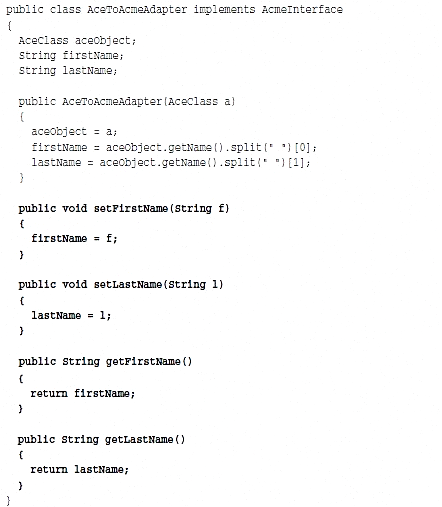 public class AceToAcmeAdapter implements AcmeInterface
{
AceClass aceObject;
String firstName;
String lastName;
public AceToAcmeAdapter(AceClass a)
{
aceObject = a;
firstName = aceObject.getName().split(" ")[0];
lastName = aceObject.getName().split(" ")[1];
}
public void setFirstName(String f)
{
firstName = f;
}
public void setLastName(String l)
{
lastName = l;
}
public String getFirstName()
{
return firstName;
}
public String getLastName()
{
return lastName;
}
}